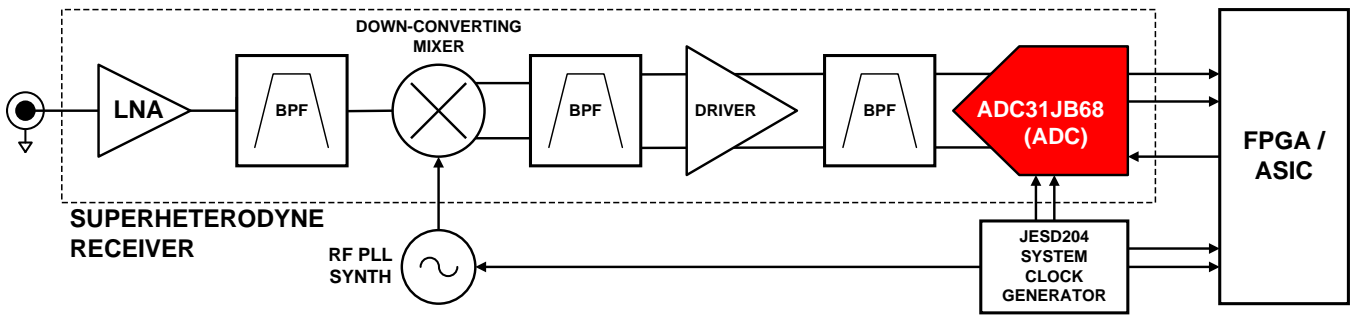 DOWN-CONVERTING
MIXER
LNA
BPF
BPF
DRIVER
BPF
ADC31JB68
(ADC)
FPGA /
ASIC
SUPERHETERODYNE
RECEIVER
RF PLL
SYNTH
JESD204
SYSTEM
CLOCK
GENERATOR